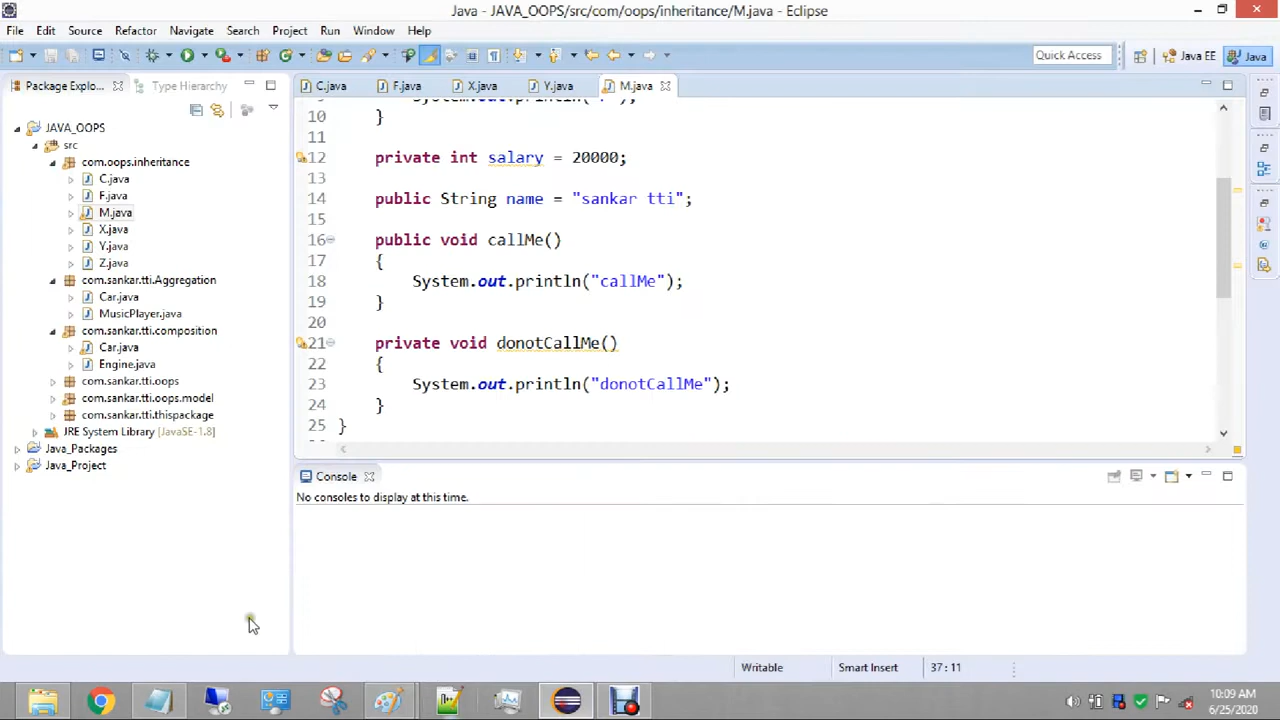 Java - JAVA_OOPS/src/com/oops/inheritance/M.java - Eclipse
File Edit Source Refactor Navigate Search Project Run Window Help
Quick Access Java EE Java
Package Explo... Type Hierarchy
C.java F.java X.java Y.java M.java
JAVA_OOPS
src
com.oops.inheritance
C.java
F.java
M.java
X.java
Y.java
Z.java
com.sankar.tti.Aggregation
Car.java
MusicPlayer.java
com.sankar.tti.composition
Car.java
Engine.java
com.sankar.tti.oops
com.sankar.tti.oops.model
com.sankar.tti.thispackage
JRE System Library [JavaSE-1.8]
Java_Packages
Java_Project
10 }
11
12 private int salary = 20000;
13
14 public String name = "sankar tti";
15
16 public void callMe()
17 {
18 System.out.println("callMe");
19 }
20
21 private void donotCallMe()
22 {
23 System.out.println("donotCallMe");
24 }
25 }
Console
No consoles to display at this time.
Writable Smart Insert 37 : 11
10:09 AM
6/25/2020